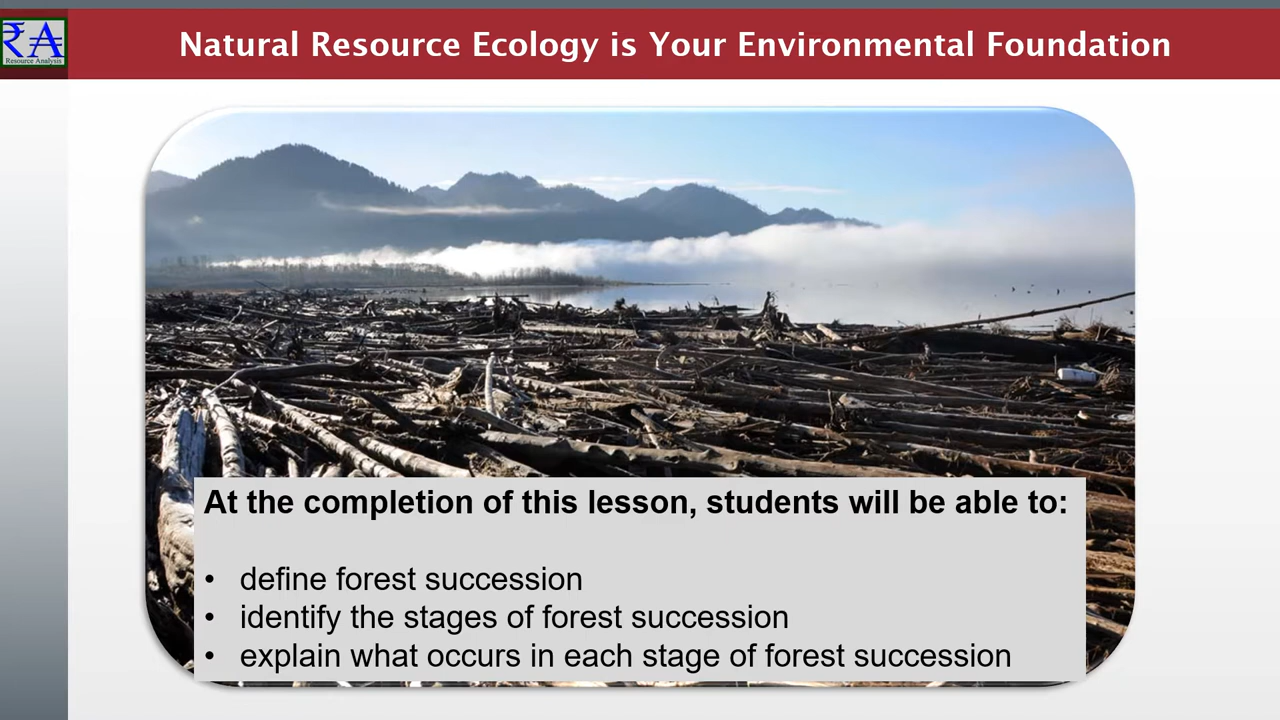 ₹A
Resource Analysis
Natural Resource Ecology is Your Environmental Foundation
At the completion of this lesson, students will be able to:
• define forest succession
• identify the stages of forest succession
• explain what occurs in each stage of forest succession